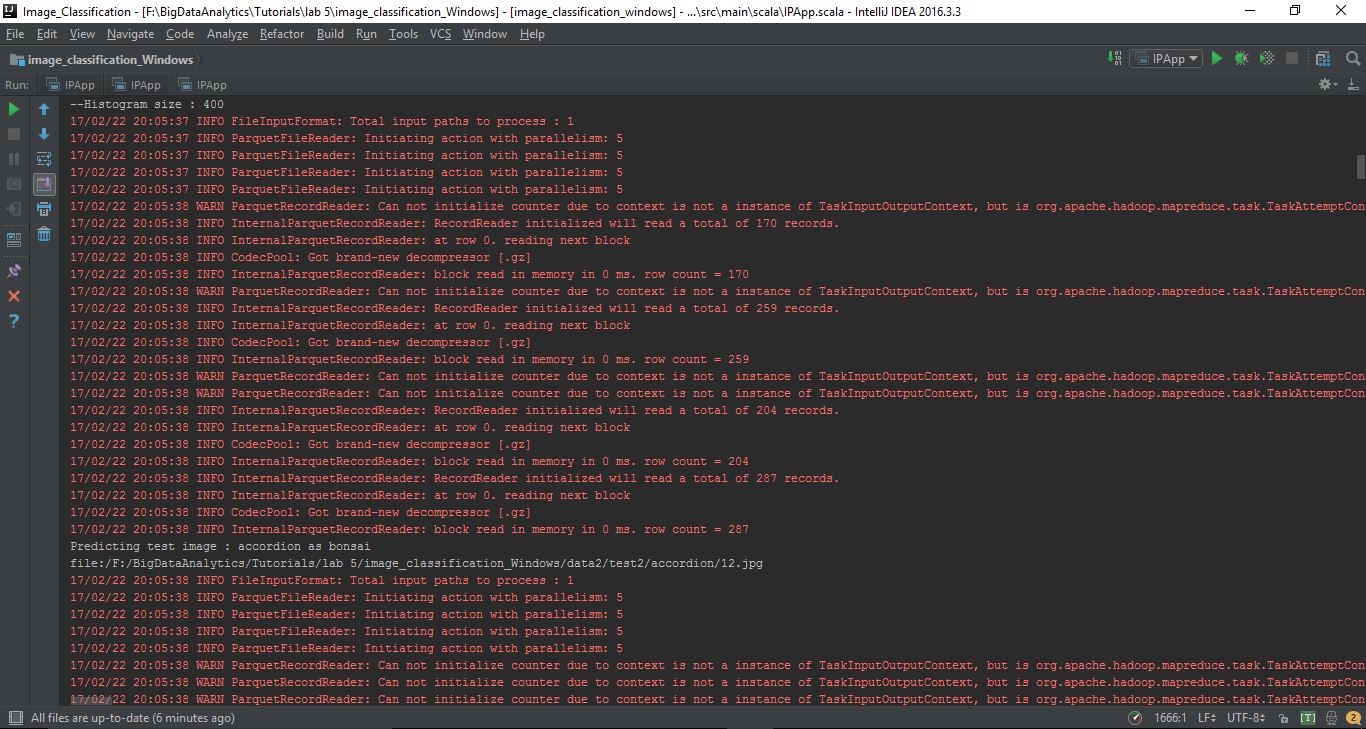 Image_Classification - [F:\BigDataAnalytics\Tutorials\lab 5\image_classification_Windows] - [image_classification_windows] - ...\src\main\scala\IPApp.scala - IntelliJ IDEA 2016.3.3
File Edit View Navigate Code Analyze Refactor Build Run Tools VCS Window Help
image_classification_Windows IPApp
Run: IPApp IPApp IPApp
--Histogram size : 400
17/02/22 20:05:37 INFO FileInputFormat: Total input paths to process : 1
17/02/22 20:05:37 INFO ParquetFileReader: Initiating action with parallelism: 5
17/02/22 20:05:37 INFO ParquetFileReader: Initiating action with parallelism: 5
17/02/22 20:05:37 INFO ParquetFileReader: Initiating action with parallelism: 5
17/02/22 20:05:37 INFO ParquetFileReader: Initiating action with parallelism: 5
17/02/22 20:05:38 WARN ParquetRecordReader: Can not initialize counter due to context is not a instance of TaskInputOutputContext, but is org.apache.hadoop.mapreduce.task.TaskAttemptCon
17/02/22 20:05:38 INFO InternalParquetRecordReader: RecordReader initialized will read a total of 170 records.
17/02/22 20:05:38 INFO InternalParquetRecordReader: at row 0. reading next block
17/02/22 20:05:38 INFO CodecPool: Got brand-new decompressor [.gz]
17/02/22 20:05:38 INFO InternalParquetRecordReader: block read in memory in 0 ms. row count = 170
17/02/22 20:05:38 WARN ParquetRecordReader: Can not initialize counter due to context is not a instance of TaskInputOutputContext, but is org.apache.hadoop.mapreduce.task.TaskAttemptCon
17/02/22 20:05:38 INFO InternalParquetRecordReader: RecordReader initialized will read a total of 259 records.
17/02/22 20:05:38 INFO InternalParquetRecordReader: at row 0. reading next block
17/02/22 20:05:38 INFO CodecPool: Got brand-new decompressor [.gz]
17/02/22 20:05:38 INFO InternalParquetRecordReader: block read in memory in 0 ms. row count = 259
17/02/22 20:05:38 WARN ParquetRecordReader: Can not initialize counter due to context is not a instance of TaskInputOutputContext, but is org.apache.hadoop.mapreduce.task.TaskAttemptCon
17/02/22 20:05:38 WARN ParquetRecordReader: Can not initialize counter due to context is not a instance of TaskInputOutputContext, but is org.apache.hadoop.mapreduce.task.TaskAttemptCon
17/02/22 20:05:38 INFO InternalParquetRecordReader: RecordReader initialized will read a total of 204 records.
17/02/22 20:05:38 INFO InternalParquetRecordReader: at row 0. reading next block
17/02/22 20:05:38 INFO CodecPool: Got brand-new decompressor [.gz]
17/02/22 20:05:38 INFO InternalParquetRecordReader: block read in memory in 0 ms. row count = 204
17/02/22 20:05:38 INFO InternalParquetRecordReader: RecordReader initialized will read a total of 287 records.
17/02/22 20:05:38 INFO InternalParquetRecordReader: at row 0. reading next block
17/02/22 20:05:38 INFO CodecPool: Got brand-new decompressor [.gz]
17/02/22 20:05:38 INFO InternalParquetRecordReader: block read in memory in 0 ms. row count = 287
Predicting test image : accordion as bonsai
file:/F:/BigDataAnalytics/Tutorials/lab 5/image_classification_Windows/data2/test2/accordion/12.jpg
17/02/22 20:05:38 INFO FileInputFormat: Total input paths to process : 1
17/02/22 20:05:38 INFO ParquetFileReader: Initiating action with parallelism: 5
17/02/22 20:05:38 INFO ParquetFileReader: Initiating action with parallelism: 5
17/02/22 20:05:38 INFO ParquetFileReader: Initiating action with parallelism: 5
17/02/22 20:05:38 INFO ParquetFileReader: Initiating action with parallelism: 5
17/02/22 20:05:38 WARN ParquetRecordReader: Can not initialize counter due to context is not a instance of TaskInputOutputContext, but is org.apache.hadoop.mapreduce.task.TaskAttemptCon
17/02/22 20:05:38 WARN ParquetRecordReader: Can not initialize counter due to context is not a instance of TaskInputOutputContext, but is org.apache.hadoop.mapreduce.task.TaskAttemptCon
17/02/22 20:05:38 WARN ParquetRecordReader: Can not initialize counter due to context is not a instance of TaskInputOutputContext, but is org.apache.hadoop.mapreduce.task.TaskAttemptCon
All files are up-to-date (6 minutes ago) 1666:1 LF UTF-8 [T] 2